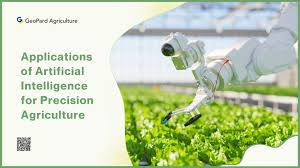 GeoPard Agriculture
Applications
of Artificial
Intelligence
for Precision
Agriculture